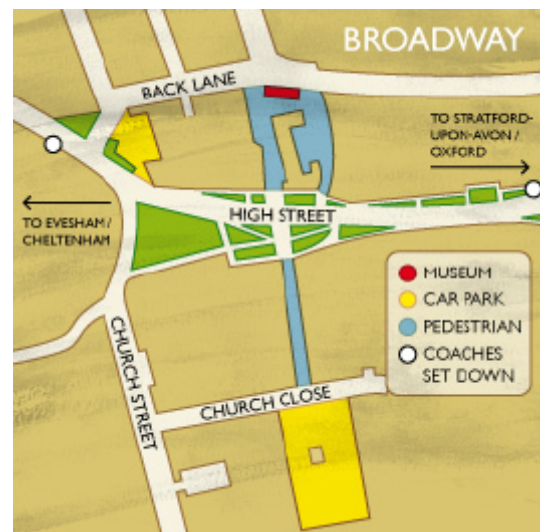 BROADWAY
BACK LANE
TO STRATFORD-
UPON-AVON /
OXFORD
TO EVESHAM /
CHELTENHAM
HIGH STREET
MUSEUM
CAR PARK
PEDESTRIAN
COACHES
SET DOWN
CHURCH STREET
CHURCH CLOSE